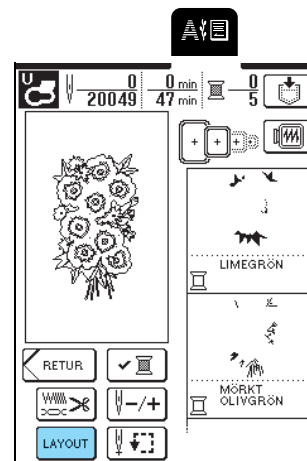 A
U
0
20049
0 min
47 min
0
5
LIMEGRÖN
MÖRKT
OLIVGRÖN
RETUR
-/+
LAYOUT